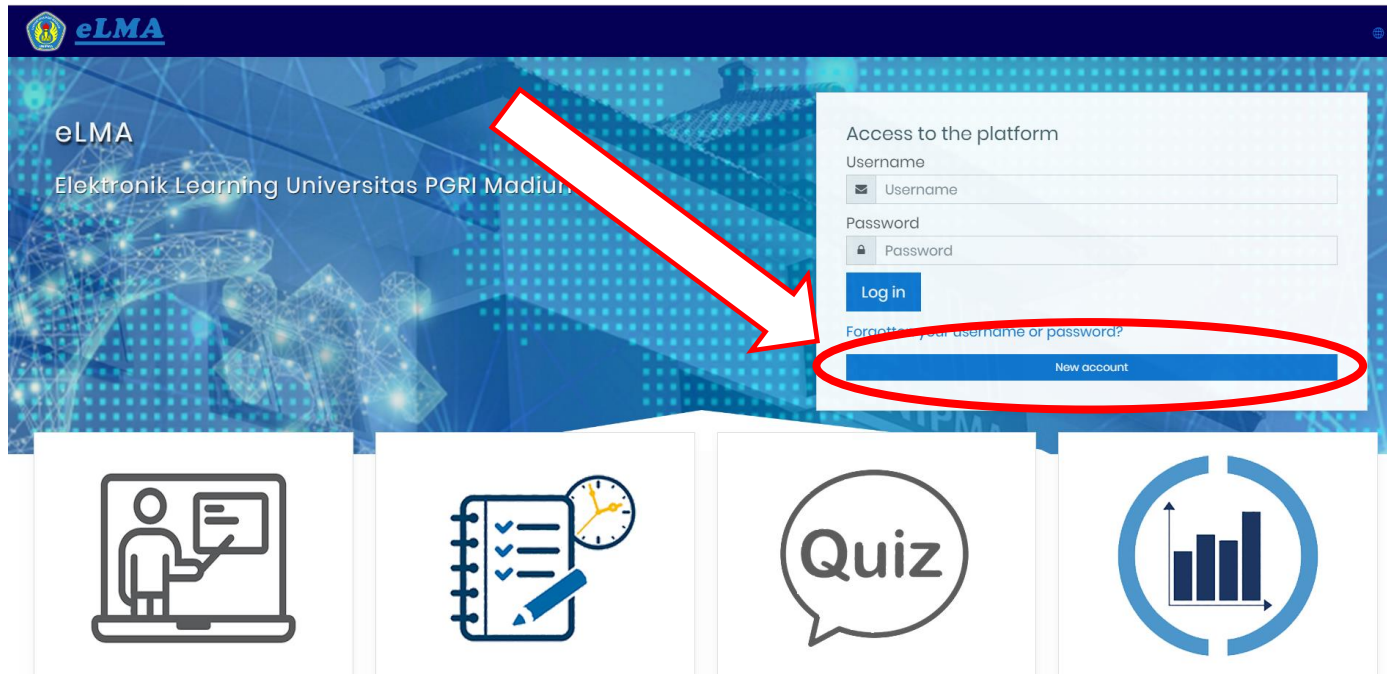 eLMA
eLMA
Elektronik Learning Universitas PGRI Madiun
Access to the platform
Username
Username
Password
Password
Log in
Forgotten your username or password?
New account
Quiz